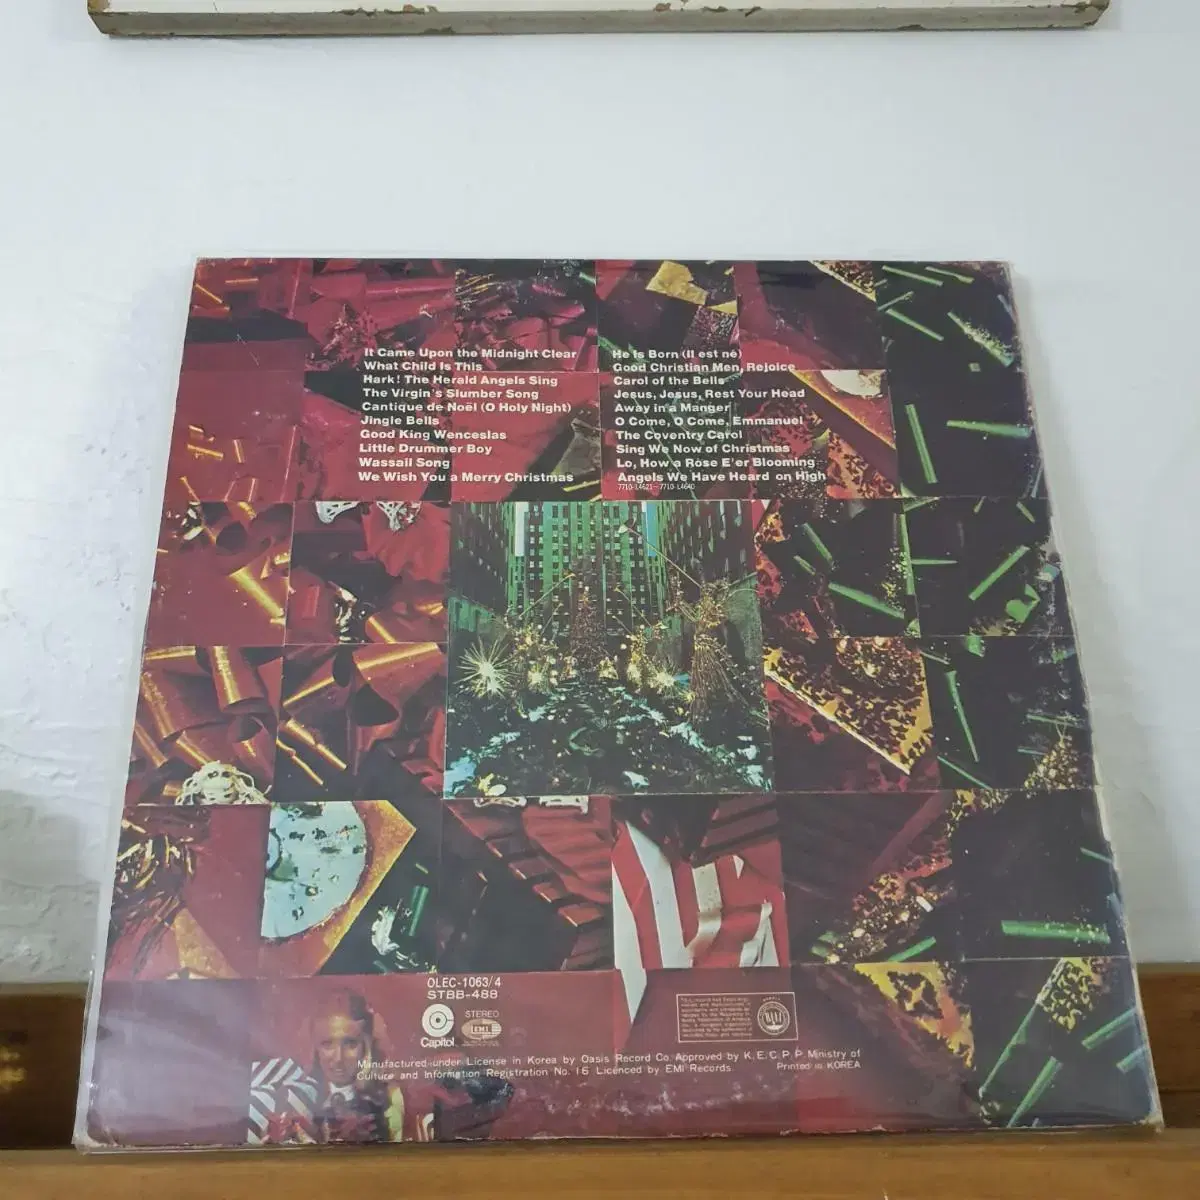 It Came Upon the Midnight Clear
What Child Is This
Hark! The Herald Angels Sing
The Virgin's Slumber Song
Cantique de Noël (O Holy Night)
Jingle Bells
Good King Wenceslas
Little Drummer Boy
Wassail Song
We Wish You a Merry Christmas
He Is Born (Il est né)
Good Christian Men, Rejoice
Carol of the Bells
Jesus, Jesus, Rest Your Head
Away in a Manger
O Come, O Come, Emmanuel
The Coventry Carol
Sing We Now of Christmas
Lo, How a Rose E'er Blooming
Angels We Have Heard on High
7710-L4621~7710-L4640
OLEC-1063/4
STBB-488
Capitol
STEREO
EMI
Manufactured under License in Korea by Oasis Record Co. Approved by K. E. C. P. P. Ministry of
Culture and Information Registration No. 16 Licenced by EMI Records.
Printed in KOREA